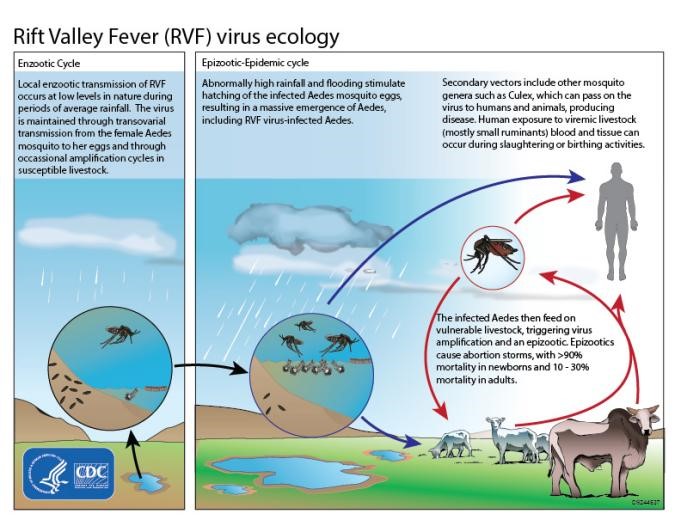 Rift Valley Fever (RVF) virus ecology
Enzootic Cycle
Local enzootic transmission of RVF
occurs at low levels in nature during
periods of average rainfall. The virus
is maintained through transovarial
transmission from the female Aedes
mosquito to her eggs and through
occassional amplification cycles in
susceptible livestock.
Epizootic-Epidemic cycle
Abnormally high rainfall and flooding stimulate
hatching of the infected Aedes mosquito eggs,
resulting in a massive emergence of Aedes,
including RVF virus-infected Aedes.
Secondary vectors include other mosquito
genera such as Culex, which can pass on the
virus to humans and animals, producing
disease. Human exposure to viremic livestock
(mostly small ruminants) blood and tissue can
occur during slaughtering or birthing activities.
The infected Aedes then feed on
vulnerable livestock, triggering virus
amplification and an epizootic. Epizootics
cause abortion storms, with >90%
mortality in newborns and 10 - 30%
mortality in adults.
CDC